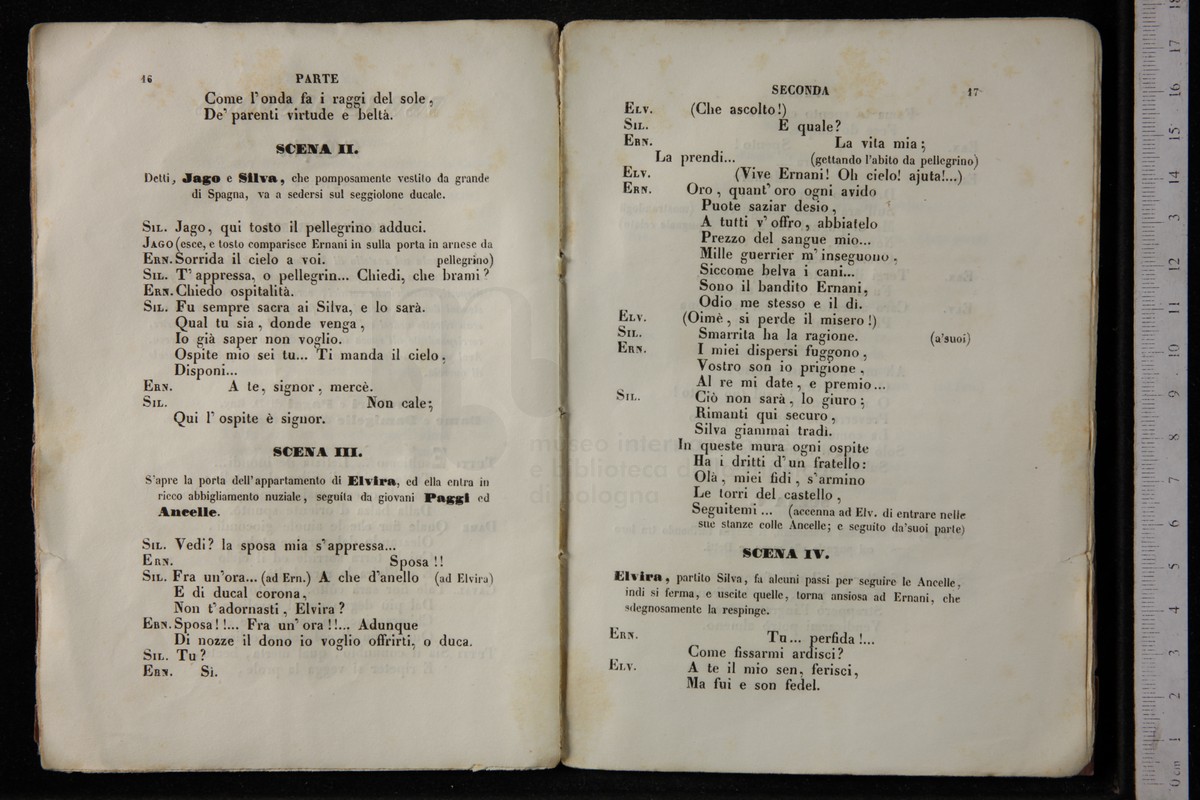 16 PARTE
Come l'onda fa i raggi del sole,
De' parenti virtude e beltà.
SCENA II.
Detti, Jago e Silva, che pomposamente vestito da grande
di Spagna, va a sedersi sul seggiolone ducale.
SIL. Jago, qui tosto il pellegrino adduci.
JAGO (esce, e tosto comparisce Ernani in sulla porta in arnese da
ERN. Sorrida il cielo a voi. pellegrino)
SIL. T'appressa, o pellegrin... Chiedi, che brami?
ERN. Chiedo ospitalità.
SIL. Fu sempre sacra ai Silva, e lo sarà.
Qual tu sia, donde venga,
Io già saper non voglio.
Ospite mio sei tu... Ti manda il cielo.
Disponi...
ERN. A te, signor, mercè.
SIL. Non cale;
Qui l'ospite è signor.
SCENA III.
S'apre la porta dell'appartamento di Elvira, ed ella entra in
ricco abbigliamento nuziale, seguita da giovani Paggi ed
Ancelle.
SIL. Vedi? la sposa mia s'appressa...
ERN. Sposa!!
SIL. Fra un'ora... (ad Ern.) A che d'anello (ad Elvira)
E di ducal corona,
Non t'adornasti, Elvira?
ERN. Sposa!!... Fra un'ora!!... Adunque
Di nozze il dono io voglio offrirti, o duca.
SIL. Tu?
ERN. Sì.
SECONDA 17
ELV. (Che ascolto!)
SIL. E quale?
ERN. La vita mia;
La prendi... (gettando l'abito da pellegrino)
ELV. (Vive Ernani! Oh cielo! ajuta!...)
ERN. Oro, quant'oro ogni avido
Puote saziar desio,
A tutti v'offro, abbiatelo
Prezzo del sangue mio...
Mille guerrier m'inseguono,
Siccome belva i cani...
Sono il bandito Ernani,
Odio me stesso e il dì.
ELV. (Oimè, si perde il misero!)
SIL. Smarrita ha la ragione. (a'suoi)
ERN. I miei dispersi fuggono,
Vostro son io prigione,
Al re mi date, e premio...
SIL. Ciò non sarà, lo giuro;
Rimanti qui securo,
Silva giammai tradì.
In queste mura ogni ospite
Ha i dritti d'un fratello:
Olà, miei fidi, s'armino
Le torri del castello,
Seguitemi... (accenna ad Elv. di entrare nelle
sue stanze colle Ancelle; e seguito da'suoi parte)
SCENA IV.
Elvira, partito Silva, fa alcuni passi per seguire le Ancelle,
indi si ferma, e uscite quelle, torna ansiosa ad Ernani, che
sdegnosamente la respinge.
ERN. Tu... perfida!...
Come fissarmi ardisci?
ELV. A te il mio sen, ferisci,
Ma fui e son fedel.